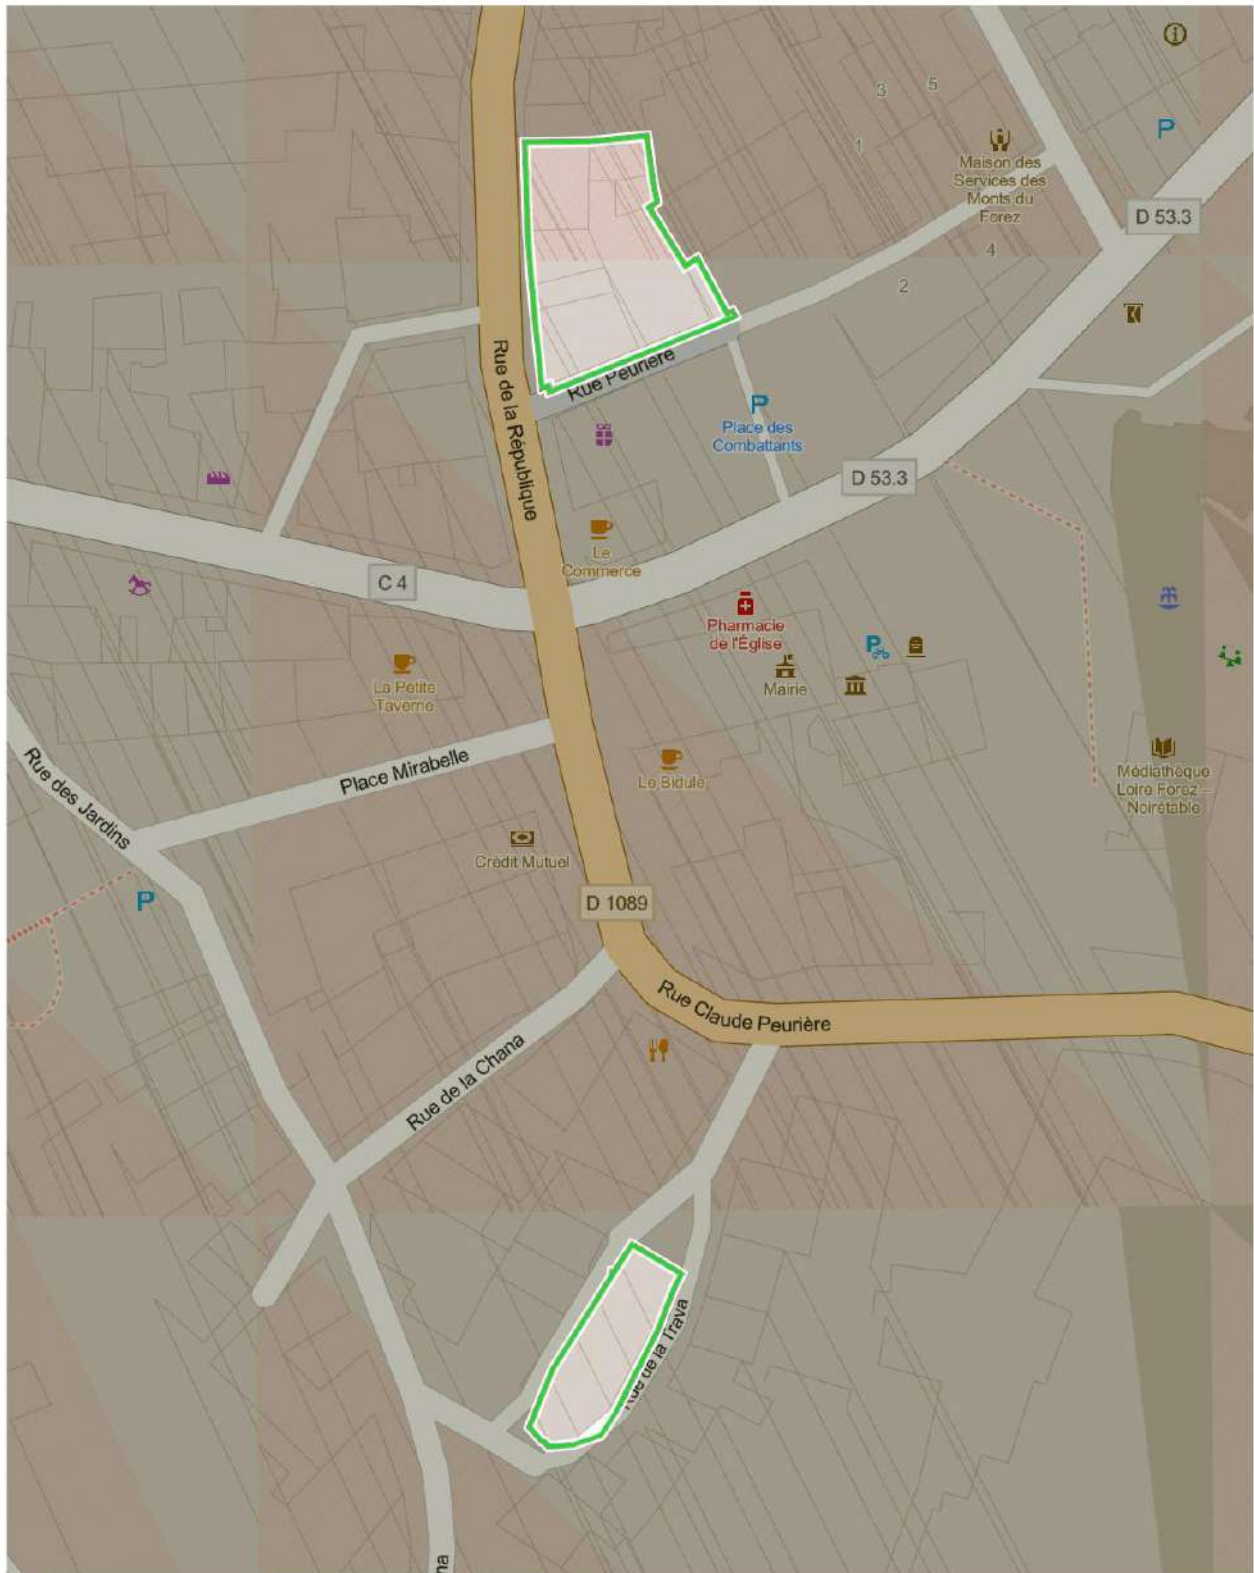 3
5
1
P
Maison des
Services des
Monts du
Forez
D 53.3
4
2
Rue de la République
Rue Peurière
P
Place des
Combattants
D 53.3
Le
Commerce
C 4
Pharmacie
de l'Église
P
Mairie
La Petite
Taverne
Place Mirabelle
Rue des Jardins
Le Bidule
Médiathèque
Loire Forez –
Noirétable
Crédit Mutuel
P
D 1089
Rue Claude Peurière
Rue de la Chana
Rue de la Trava
na